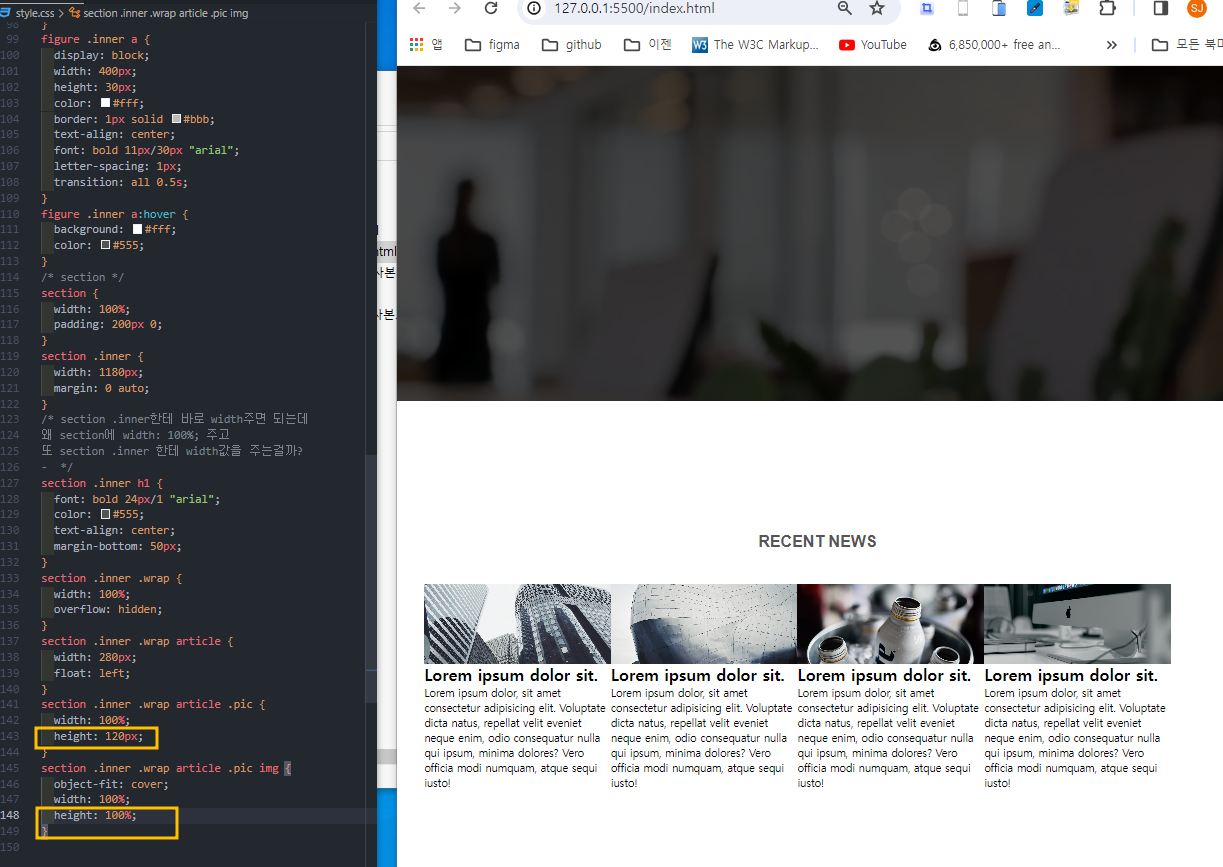 style.css > section .inner .wrap article .pic img
98 }
99 figure .inner a {
100 display: block;
101 width: 400px;
102 height: 30px;
103 color: #fff;
104 border: 1px solid #bbb;
105 text-align: center;
106 font: bold 11px/30px "arial";
107 letter-spacing: 1px;
108 transition: all 0.5s;
109 }
110 figure .inner a:hover {
111 background: #fff;
112 color: #555;
113 }
114 /* section */
115 section {
116 width: 100%;
117 padding: 200px 0;
118 }
119 section .inner {
120 width: 1180px;
121 margin: 0 auto;
122 }
123 /* section .inner한테 바로 width주면 되는데
124 왜 section에 width: 100%; 주고
125 또 section .inner 한테 width값을 주는걸까?
126 - */
127 section .inner h1 {
128 font: bold 24px/1 "arial";
129 color: #555;
130 text-align: center;
131 margin-bottom: 50px;
132 }
133 section .inner .wrap {
134 width: 100%;
135 overflow: hidden;
136 }
137 section .inner .wrap article {
138 width: 280px;
139 float: left;
140 }
141 section .inner .wrap article .pic {
142 width: 100%;
143 height: 120px;
144 }
145 section .inner .wrap article .pic img {
146 object-fit: cover;
147 width: 100%;
148 height: 100%;
149 }
150
html
사본
사본.
127.0.0.1:5500/index.html
SJ
앱 figma github 이젠 W3 The W3C Markup... YouTube 6,850,000+ free an... » 모든 북마
RECENT NEWS
Lorem ipsum dolor sit.
Lorem ipsum dolor, sit amet
consectetur adipisicing elit. Voluptate
dicta natus, repellat velit eveniet
neque enim, odio consequatur nulla
qui ipsum, minima dolores? Vero
officia modi numquam, atque sequi
iusto!
Lorem ipsum dolor sit.
Lorem ipsum dolor, sit amet
consectetur adipisicing elit. Voluptate
dicta natus, repellat velit eveniet
neque enim, odio consequatur nulla
qui ipsum, minima dolores? Vero
officia modi numquam, atque sequi
iusto!
Lorem ipsum dolor sit.
Lorem ipsum dolor, sit amet
consectetur adipisicing elit. Voluptate
dicta natus, repellat velit eveniet
neque enim, odio consequatur nulla
qui ipsum, minima dolores? Vero
officia modi numquam, atque sequi
iusto!
Lorem ipsum dolor sit.
Lorem ipsum dolor, sit amet
consectetur adipisicing elit. Voluptate
dicta natus, repellat velit eveniet
neque enim, odio consequatur nulla
qui ipsum, minima dolores? Vero
officia modi numquam, atque sequi
iusto!